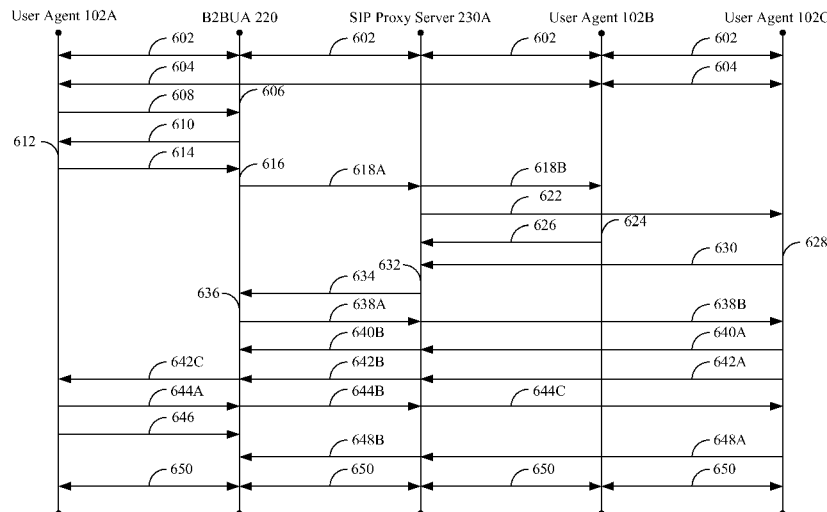 User Agent 102A B2BUA 220 SIP Proxy Server 230A User Agent 102B User Agent 102C
602 602 602 602
604 604
608 606
610
612 614
616 618A 618B
622
626 624
630 628
632
634
636 638A 638B
640B 640A
642C 642B 642A
644A 644B 644C
646
648B 648A
650 650 650 650